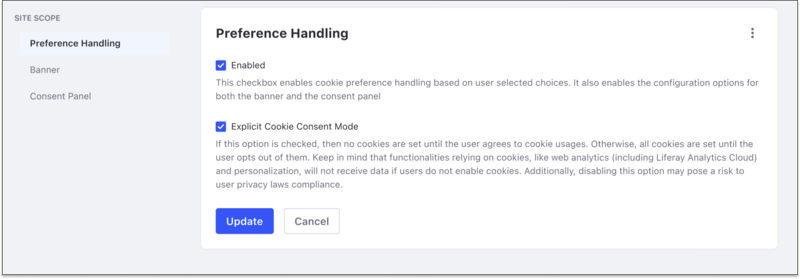 SITE SCOPE
Preference Handling
Banner
Consent Panel
Preference Handling
Enabled
This checkbox enables cookie preference handling based on user selected choices. It also enables the configuration options for
both the banner and the consent panel
Explicit Cookie Consent Mode
If this option is checked, then no cookies are set until the user agrees to cookie usages. Otherwise, all cookies are set until the
user opts out of them. Keep in mind that functionalities relying on cookies, like web analytics (including Liferay Analytics Cloud)
and personalization, will not receive data if users do not enable cookies. Additionally, disabling this option may pose a risk to
user privacy laws compliance.
Update
Cancel